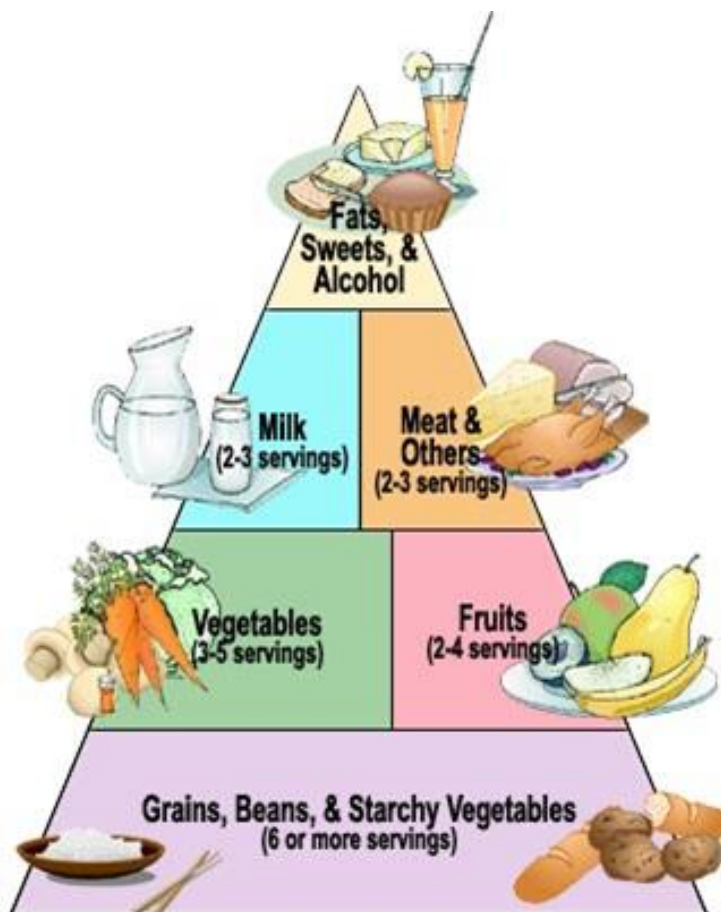 Fats,
Sweets, &
Alcohol
Milk
(2-3 servings)
Meat &
Others
(2-3 servings)
Vegetables
(3-5 servings)
Fruits
(2-4 servings)
Grains, Beans, & Starchy Vegetables
(6 or more servings)